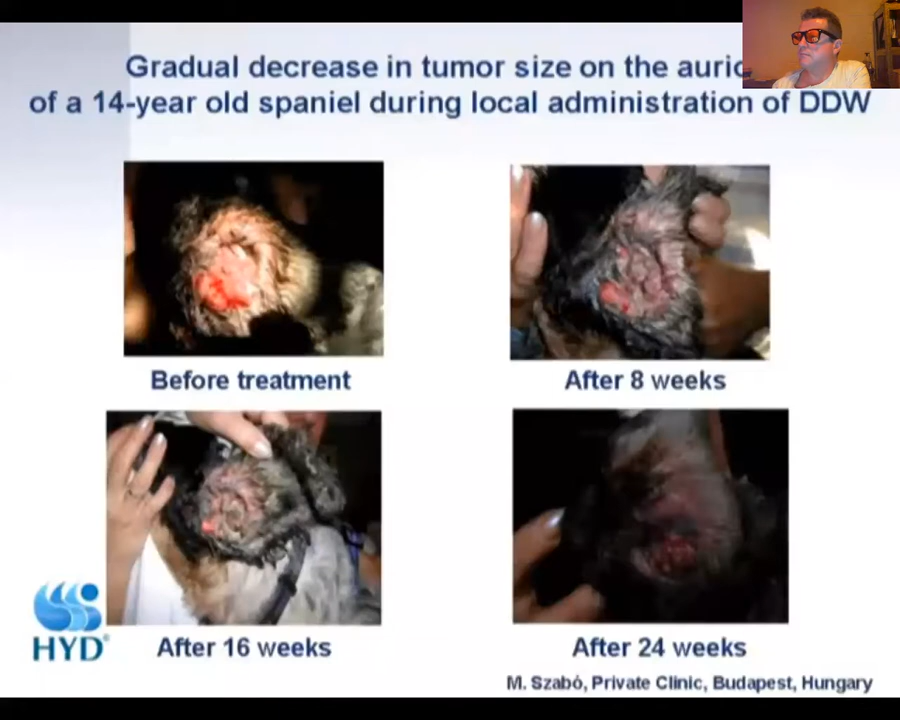 Gradual decrease in tumor size on the auric
of a 14-year old spaniel during local administration of DDW
Before treatment
After 8 weeks
After 16 weeks
After 24 weeks
HYD®
M. Szabó, Private Clinic, Budapest, Hungary